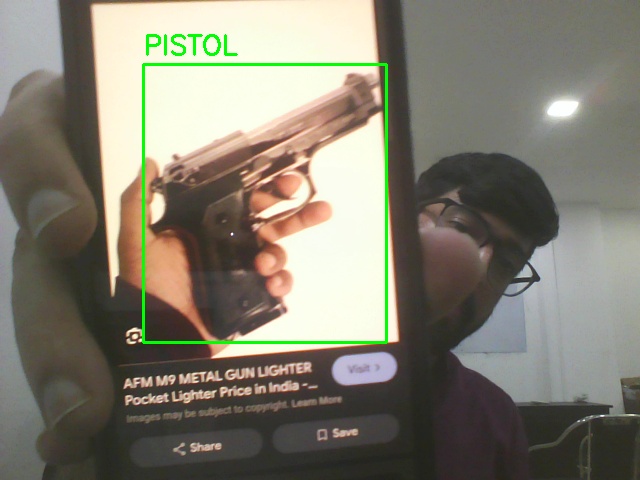 PISTOL
AFM M9 METAL GUN LIGHTER
Visit >
Pocket Lighter Price in India -...
Images may be subject to copyright. Learn More
Share
Save